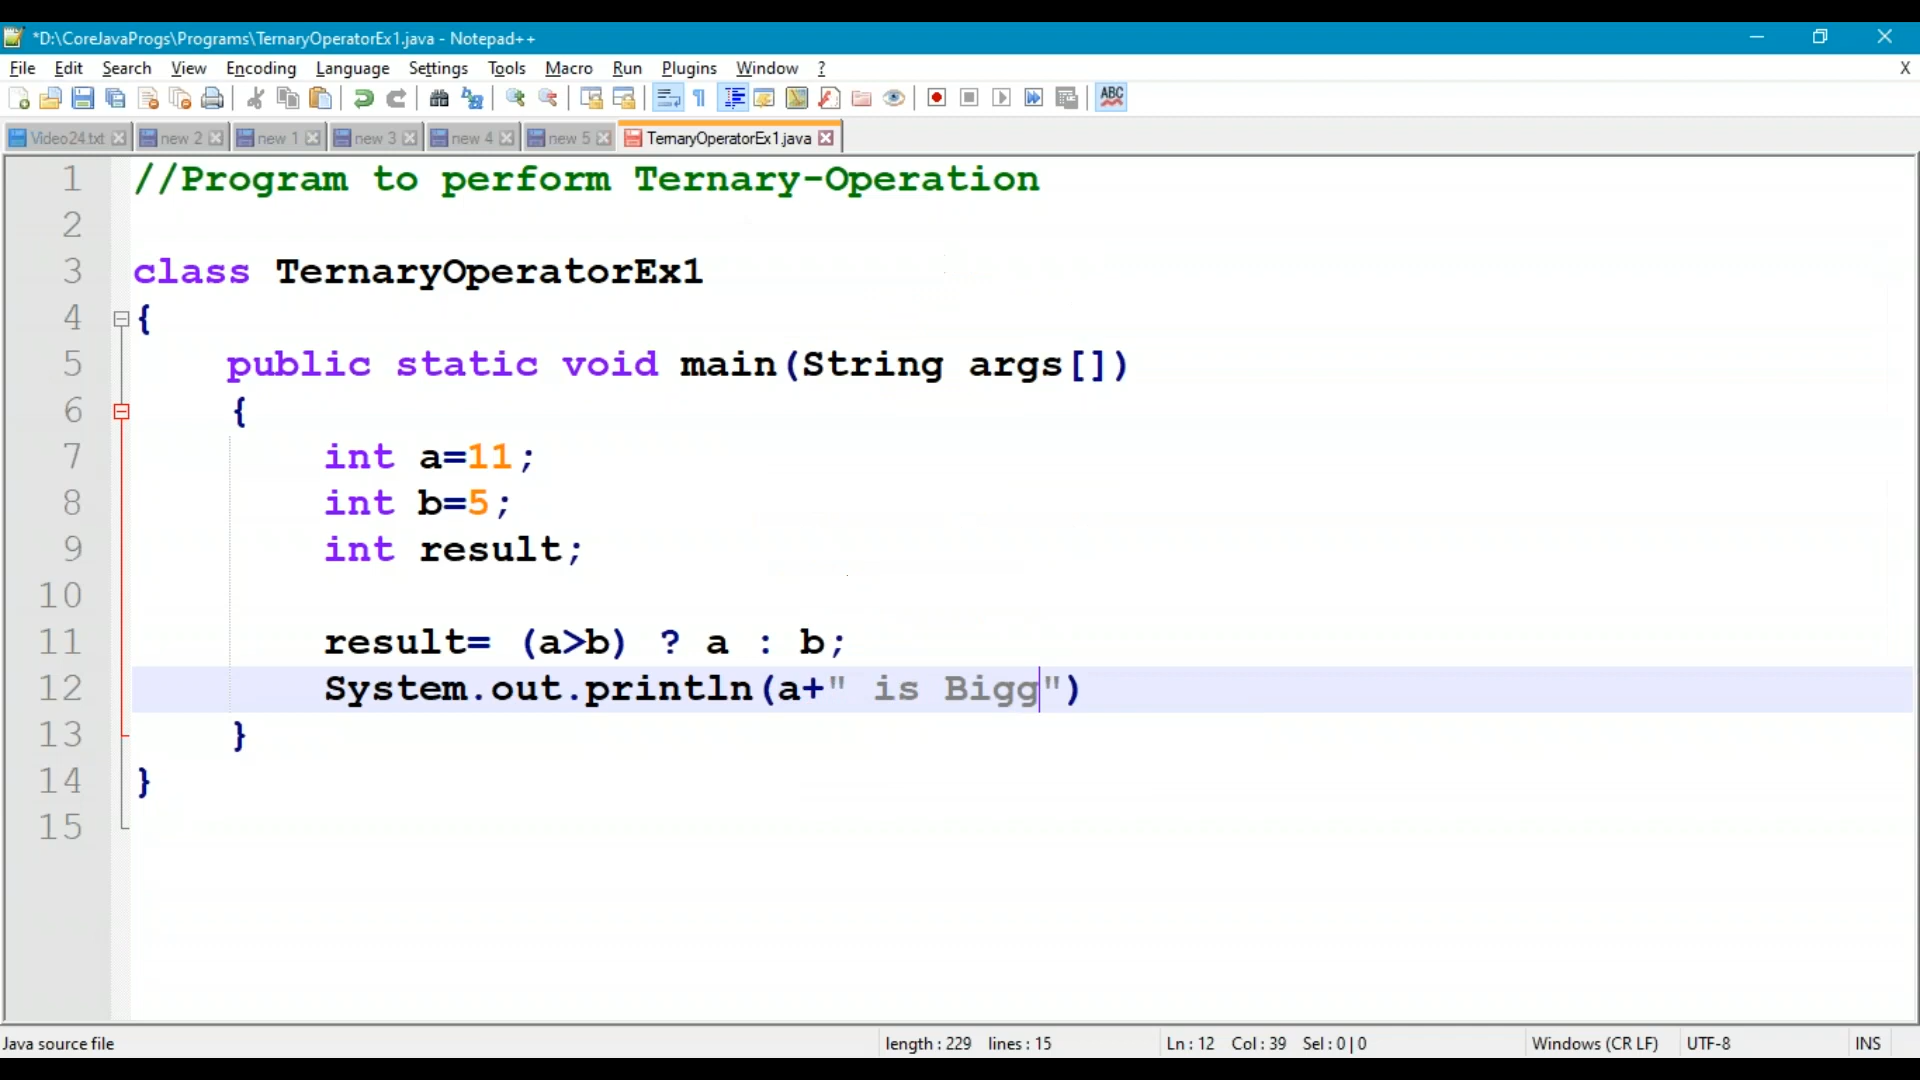 *D:\CoreJavaProgs\Programs\TernaryOperatorEx1.java - Notepad++
File Edit Search View Encoding Language Settings Tools Macro Run Plugins Window ? X
ABC
Video24.txt new 2 new 1 new 3 new 4 new 5 TernaryOperatorEx1.java
1 //Program to perform Ternary-Operation
2
3 class TernaryOperatorEx1
4 {
5 public static void main(String args[])
6 {
7 int a=11;
8 int b=5;
9 int result;
10
11 result= (a>b) ? a : b;
12 System.out.println(a+" is Bigg")
13 }
14 }
15
Java source file length : 229 lines : 15 Ln : 12 Col : 39 Sel : 0 | 0 Windows (CR LF) UTF-8 INS